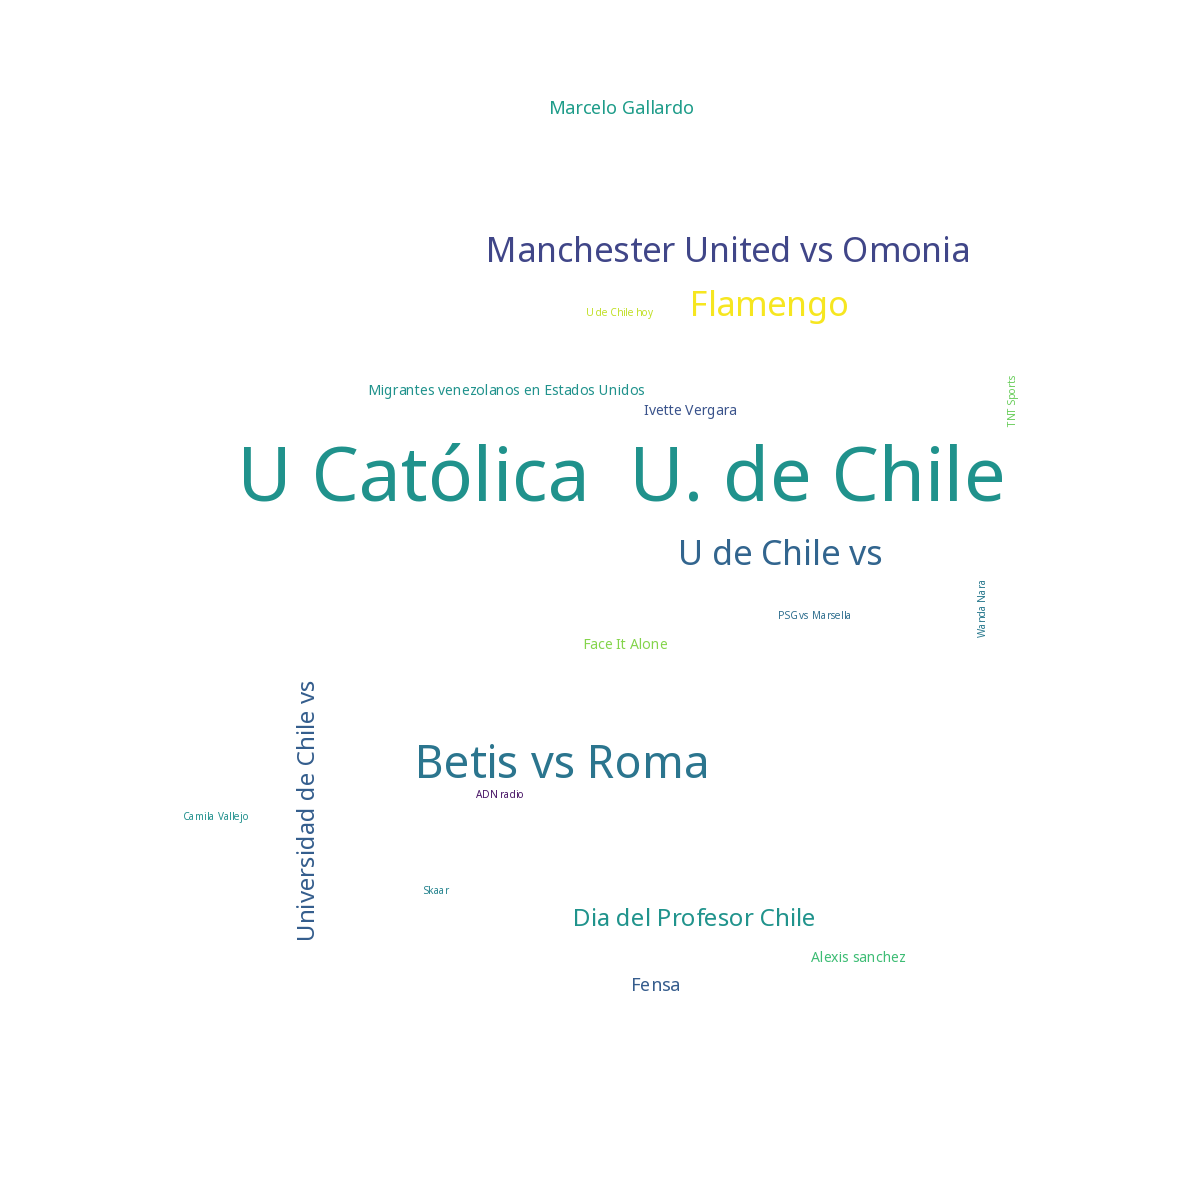 Marcelo Gallardo
Manchester United vs Omonia
Flamengo
U de Chile hoy
Migrantes venezolanos en Estados Unidos
TNT Sports
Ivette Vergara
U Católica
U. de Chile
U de Chile vs
Wanda Nara
PSG vs Marsella
Face It Alone
Universidad de Chile vs
Betis vs Roma
ADN radio
Camila Vallejo
Skaar
Dia del Profesor Chile
Alexis sanchez
Fensa